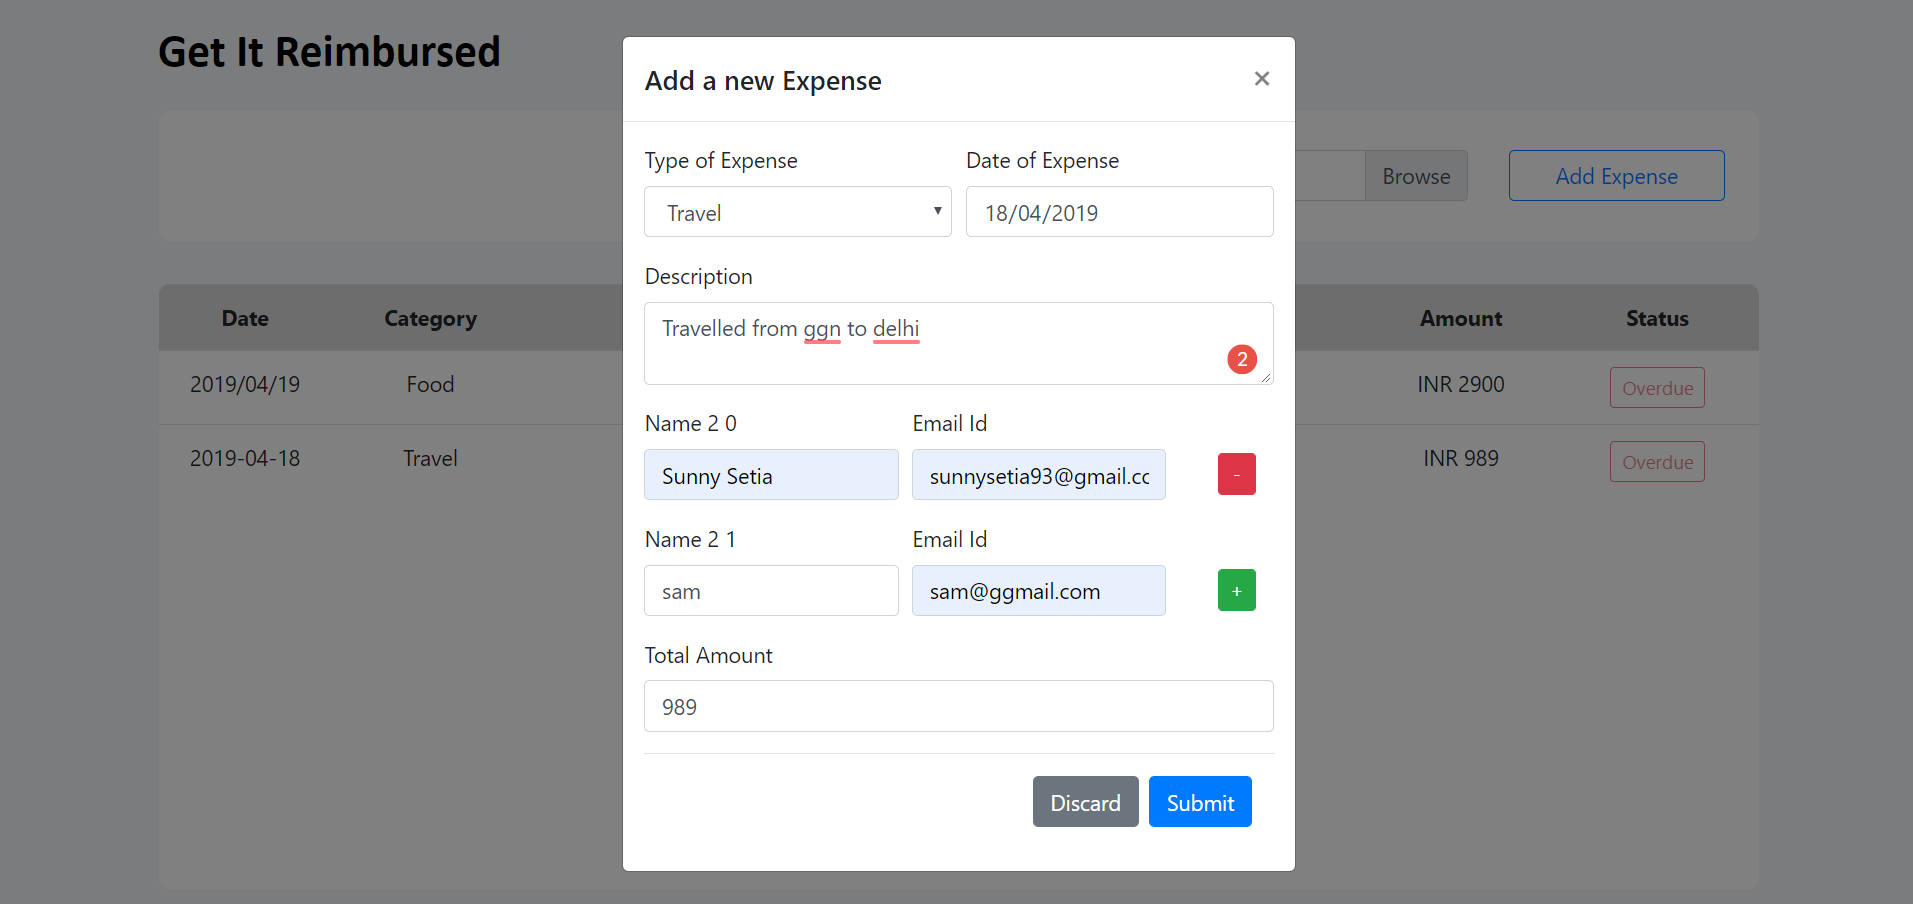 Get It Reimbursed
Add a new Expense
×
Type of Expense Date of Expense
Travel 18/04/2019
Browse Add Expense
Description
Travelled from ggn to delhi
2
Date Category Amount Status
2019/04/19 Food INR 2900 Overdue
2019-04-18 Travel INR 989 Overdue
Name 2 0 Email Id
Sunny Setia sunnysetia93@gmail.cc
-
Name 2 1 Email Id
sam sam@ggmail.com
+
Total Amount
989
Discard Submit